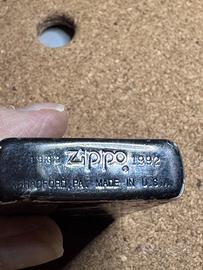 1932 Zippo 1992
BRADFORD, PA. MADE IN U.S.A.